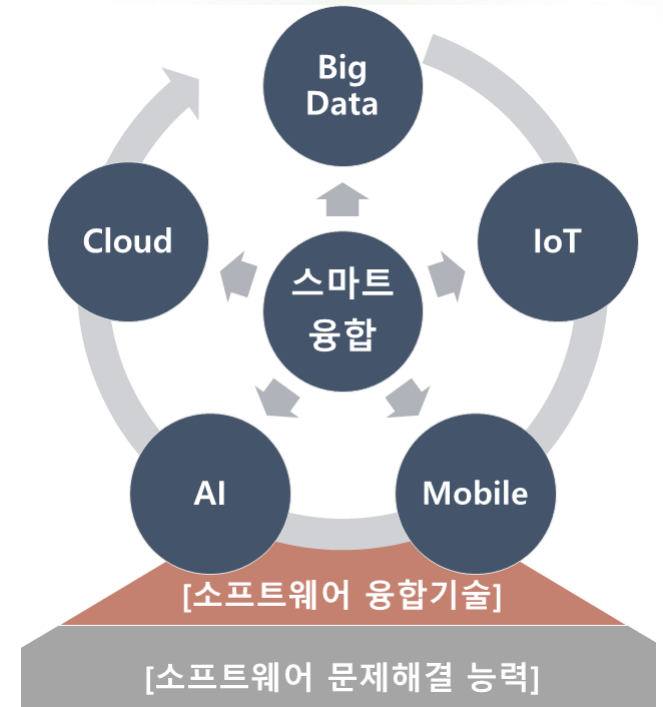 Big
Data
Cloud
IoT
스마트
융합
AI
Mobile
[소프트웨어 융합기술]
[소프트웨어 문제해결 능력]